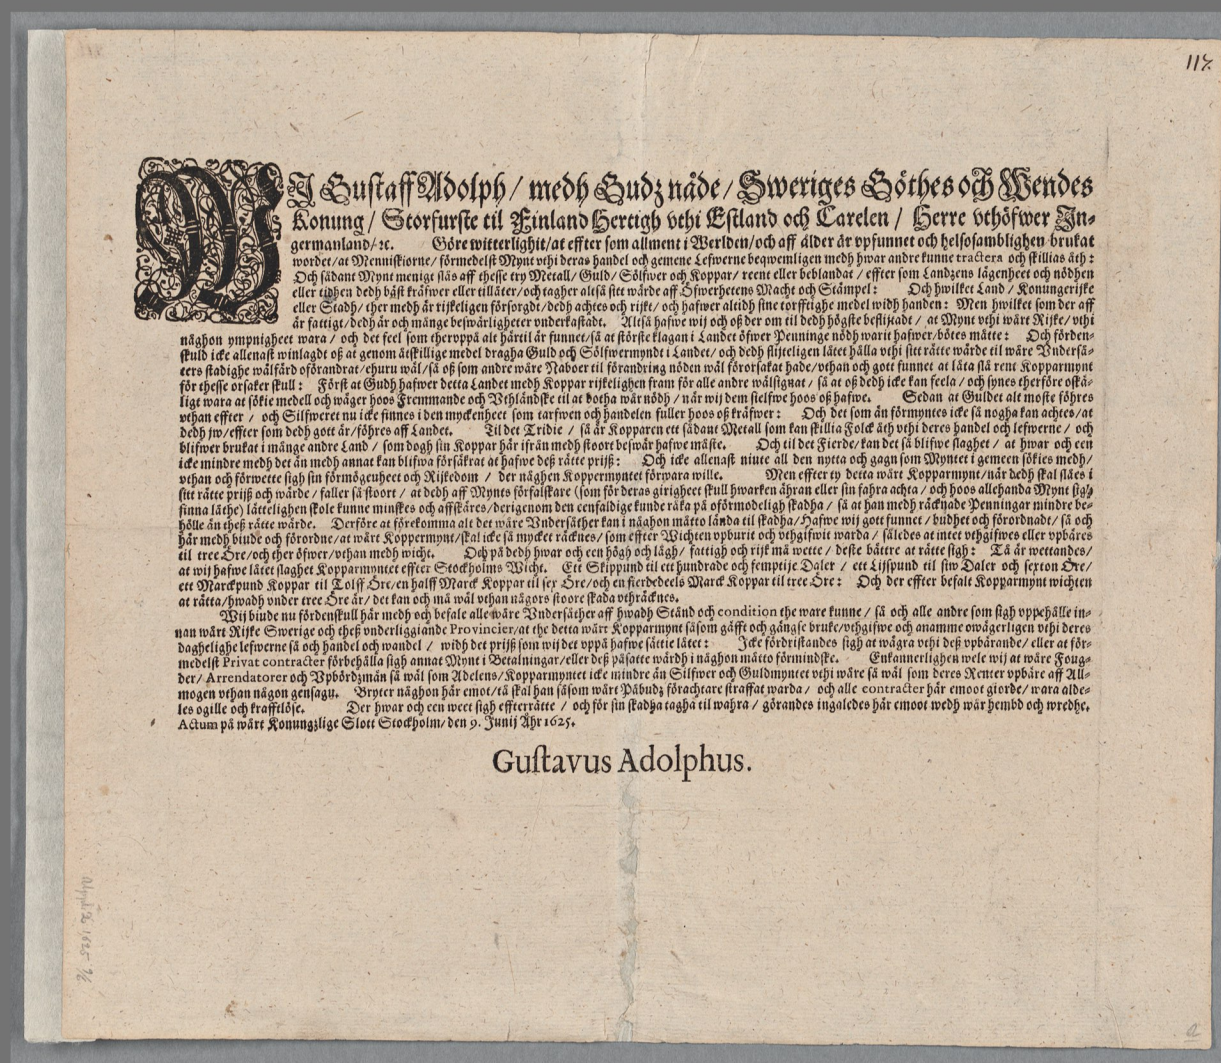 117.
WJ Gustaff Adolph / medh Gudz nåde / Sweriges Göthes och Wendes
Konung / Storfurste til Finland Hertigh vthi Estland och Carelen / Herre vthöfwer In-
germanland / ⁊c. Göre witterlighit / at effter som allment i Werlden / och aff ålder är vpfunnet och helsosamblighen brukat
wordet / at Menniskiorne / förmedelst Mynt vthi deras handel och gemene Lefwerne beqwemligen medh hwar andre kunne tractera och skillias åth :
Och sådant Mynt menigt slås aff thesse try Metall / Guld / Sölfwer och Koppar / reent eller beblandat / effter som Landzens lägenheet och nödhen
eller tidhen dedh bäst kräfwer eller tillåter / och tagher altså sitt wärde aff Öfwerhetens Macht och Stämpel : Och hwilket Land / Konungerijke
eller Stadh / ther medh är rijkeligen försorgdt / dedh achtes och rijkt / och hafwer altidh sine torfftighe medel widh handen : Men hwilket som der aff
är fattigt / dedh är och månge beswärligheter vnderkastadt. Altså hafwe wij och oß der om til dedh högste beflijtadt / at Mynt vthi wårt Rijke / vthi
någhon ympnigheet wara / och det feel som theroppå alt härtil är funnet / så at störste klagan i Landet öfwer Penninge nödh warit hafwer / bötes måtte : Och förden-
skuld icke allenast winlagdt oß at genom åtskillige medel dragha Guld och Sölfwermyndt i Landet / och dedh flijteligen låtet hålla vthi sitt rätte wärde til wåre Vnderså-
ters stadighe wälfärd oförandrat / ehuru wäl / så oß som andre wåre Naboer til förandring nöden wäl förorsakat hade / vthan och gott funnet at låta slå rent Kopparmynt
för thesse orsaker skull : Först at Gudh hafwer detta Landet medh Koppar rijkelighen fram för alle andre wälsignat / så at oß dedh icke kan feela / och synes therföre oskä-
ligt wara at sökie medell och wäger hoos Fremmande och Vthländske til at botha wår nödh / når wij dem sielfwe hoos oß hafwe. Sedan at Guldet alt moste föhres
vthan effter / och Silfweret nu icke finnes i den myckenheet som tarfwen och handelen fuller hoos oß kräfwer : Och det som än förmyntes icke så nogha kan achtes / at
dedh jw / effter som dedh gott är / föhres aff Landet. Til det Tridie / så är Kopparen ett sådant Metall som kan skillia Folck åth vthi deres handel och lefwerne / och
blifwer brukat i månge andre Land / som dogh sin Koppar här ifrån medh stoort beswär hafwe måste. Och til det Fierde / kan det så blifwe slaghet / at hwar och een
icke mindre medh det än medh annat kan blifwa försäkrat at hafwe deß rätte prijß : Och icke allenast niute all den nytta och gagn som Myntet i gemeen sökies medh /
vthan och förwette sigh sin förmögenheet och Rijkedom / der någhen Koppermyntet förwara wille. Men effter ty detta wårt Kopparmynt / när dedh skal slåes i
sitt rätte prijß och wärde / faller så stoort / at dedh aff Mynts förfalskare (som för deras girigheet skull hwarken ähran eller sin fahra achta / och hoos allehanda Mynt sigh
finna låthe) lättelighen skole kunne minskes och affskäres / derigenom den eenfaldige kunde råka på oförmodeligh skadha / så at han medh räcknade Penningar mindre be-
hölle än theß rätte wärde. Derföre at förekomma alt det wåre Vndersåther kan i någhon måtto lända til skadha / Hafwe wij gott funnet / budhet och förordnadt / så och
här medh biude och förordne / at wårt Kopparmynt / skal icke så mycket räcknes / som effter Wichten vpburit och vthgifwit warda / således at intet vthgifwes eller vpbäres
til tree Öre / och ther öfwer / vthan medh wicht. Och på dedh hwar och een högh och lågh / fattigh och rijk må wette / deste bättre at rätte sigh : Tå är wettandes /
at wij hafwe låtet slaghet Kopparmyntet effter Stockholms Wicht. Ett Skippund til ett hundrade och femptije Daler / ett Lijspund til siw Daler och sexton Öre /
ett Marckpund Koppar til Tolff Öre / en halff Marck Koppar til sex Öre / och en fierdedeels Marck Koppar til tree Öre : Och der effter befalt Kopparmynt wichten
at rätta / hwadh vnder tree Öre är / det kan och må wäl vthan någors stoore skada vthräcknes.
Wij biude nu fördenskull här medh och befale alle wåre Vndersåther aff hwadh Stånd och condition the ware kunne / så och alle andre som sigh vppehålle in-
nan wårt Rijke Swerige och theß vnderliggiande Provincier / at the detta wårt Kopparmynt såsom gäfft och gängse bruke / vthgifwe och anamme owägerligen vthi deres
daghelighe lefwerne så och handel och wandel / widh det prijß som wij det vppå hafwe sättie låtet : Icke fördristandes sigh at wägra vthi deß vpbärande / eller at för-
medelst Privat contracter förbehålla sigh annat Mynt i Betalningar / eller deß påsatte wärdh i någhon måtto förmindske. Enkannerlighen wele wij at wåre Foug-
der / Arrendatorer och Vpbördzmän så wäl som Adelens / Kopparmyntet icke mindre än Silfwer och Guldmyntet vthi wåre så wäl som deres Renter vpbäre aff All-
mogen vthan någon gensagu. Bryter någhon här emot / tå skal han såsom wårt Påbudz förachtare straffat warda / och alle contracter här emoot giorde / wara alde-
les ogille och krafftlöse. Der hwar och een weet sigh effterrätte / och för sin skadha tagha til wahra / görandes ingaledes här emoot wedh wår hembd och wredhe.
Actum på wårt Konungzlige Slott Stockholm / den 9. Junij Åhr 1625.
Gustavus Adolphus.